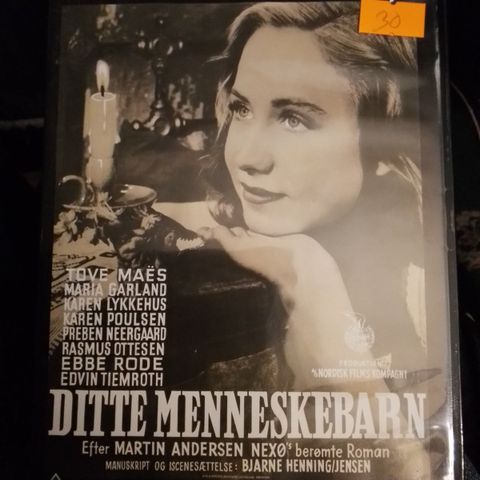 30
TOVE MAËS
MARIA GARLAND
KAREN LYKKEHUS
KAREN POULSEN
PREBEN NEERGAARD
RASMUS OTTESEN
EBBE RODE
EDVIN TIEMROTH
PRODUKTION:
A/S NORDISK FILMS KOMPAGNI
DITTE MENNESKEBARN
Efter MARTIN ANDERSEN NEXØ's berømte Roman
MANUSKRIPT OG ISCENESÆTTELSE: BJARNE HENNING/JENSEN